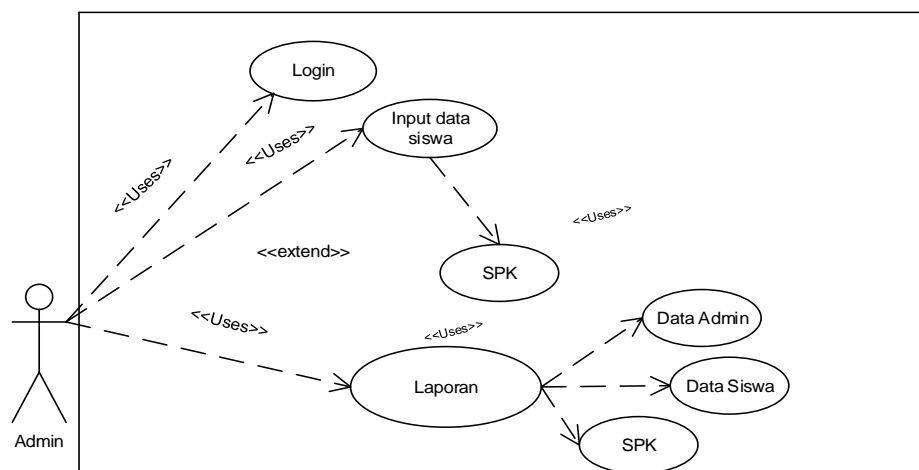 Login
Input data
siswa
<<Uses>>
<<Uses>>
<<Uses>>
<<extend>>
SPK
<<Uses>>
<<Uses>>
Data Admin
Laporan
Data Siswa
SPK
Admin